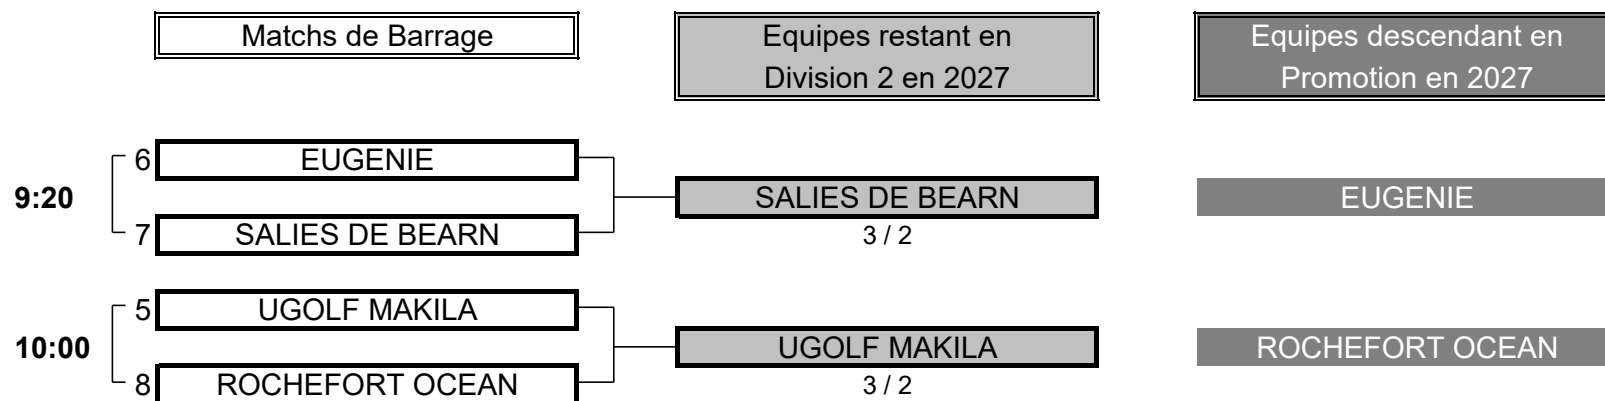 Matchs de Barrage
Equipes restant en
Division 2 en 2027
Equipes descendant en
Promotion en 2027
9:20
6 EUGENIE
7 SALIES DE BEARN
SALIES DE BEARN
3 / 2
EUGENIE
10:00
5 UGOLF MAKILA
8 ROCHEFORT OCEAN
UGOLF MAKILA
3 / 2
ROCHEFORT OCEAN